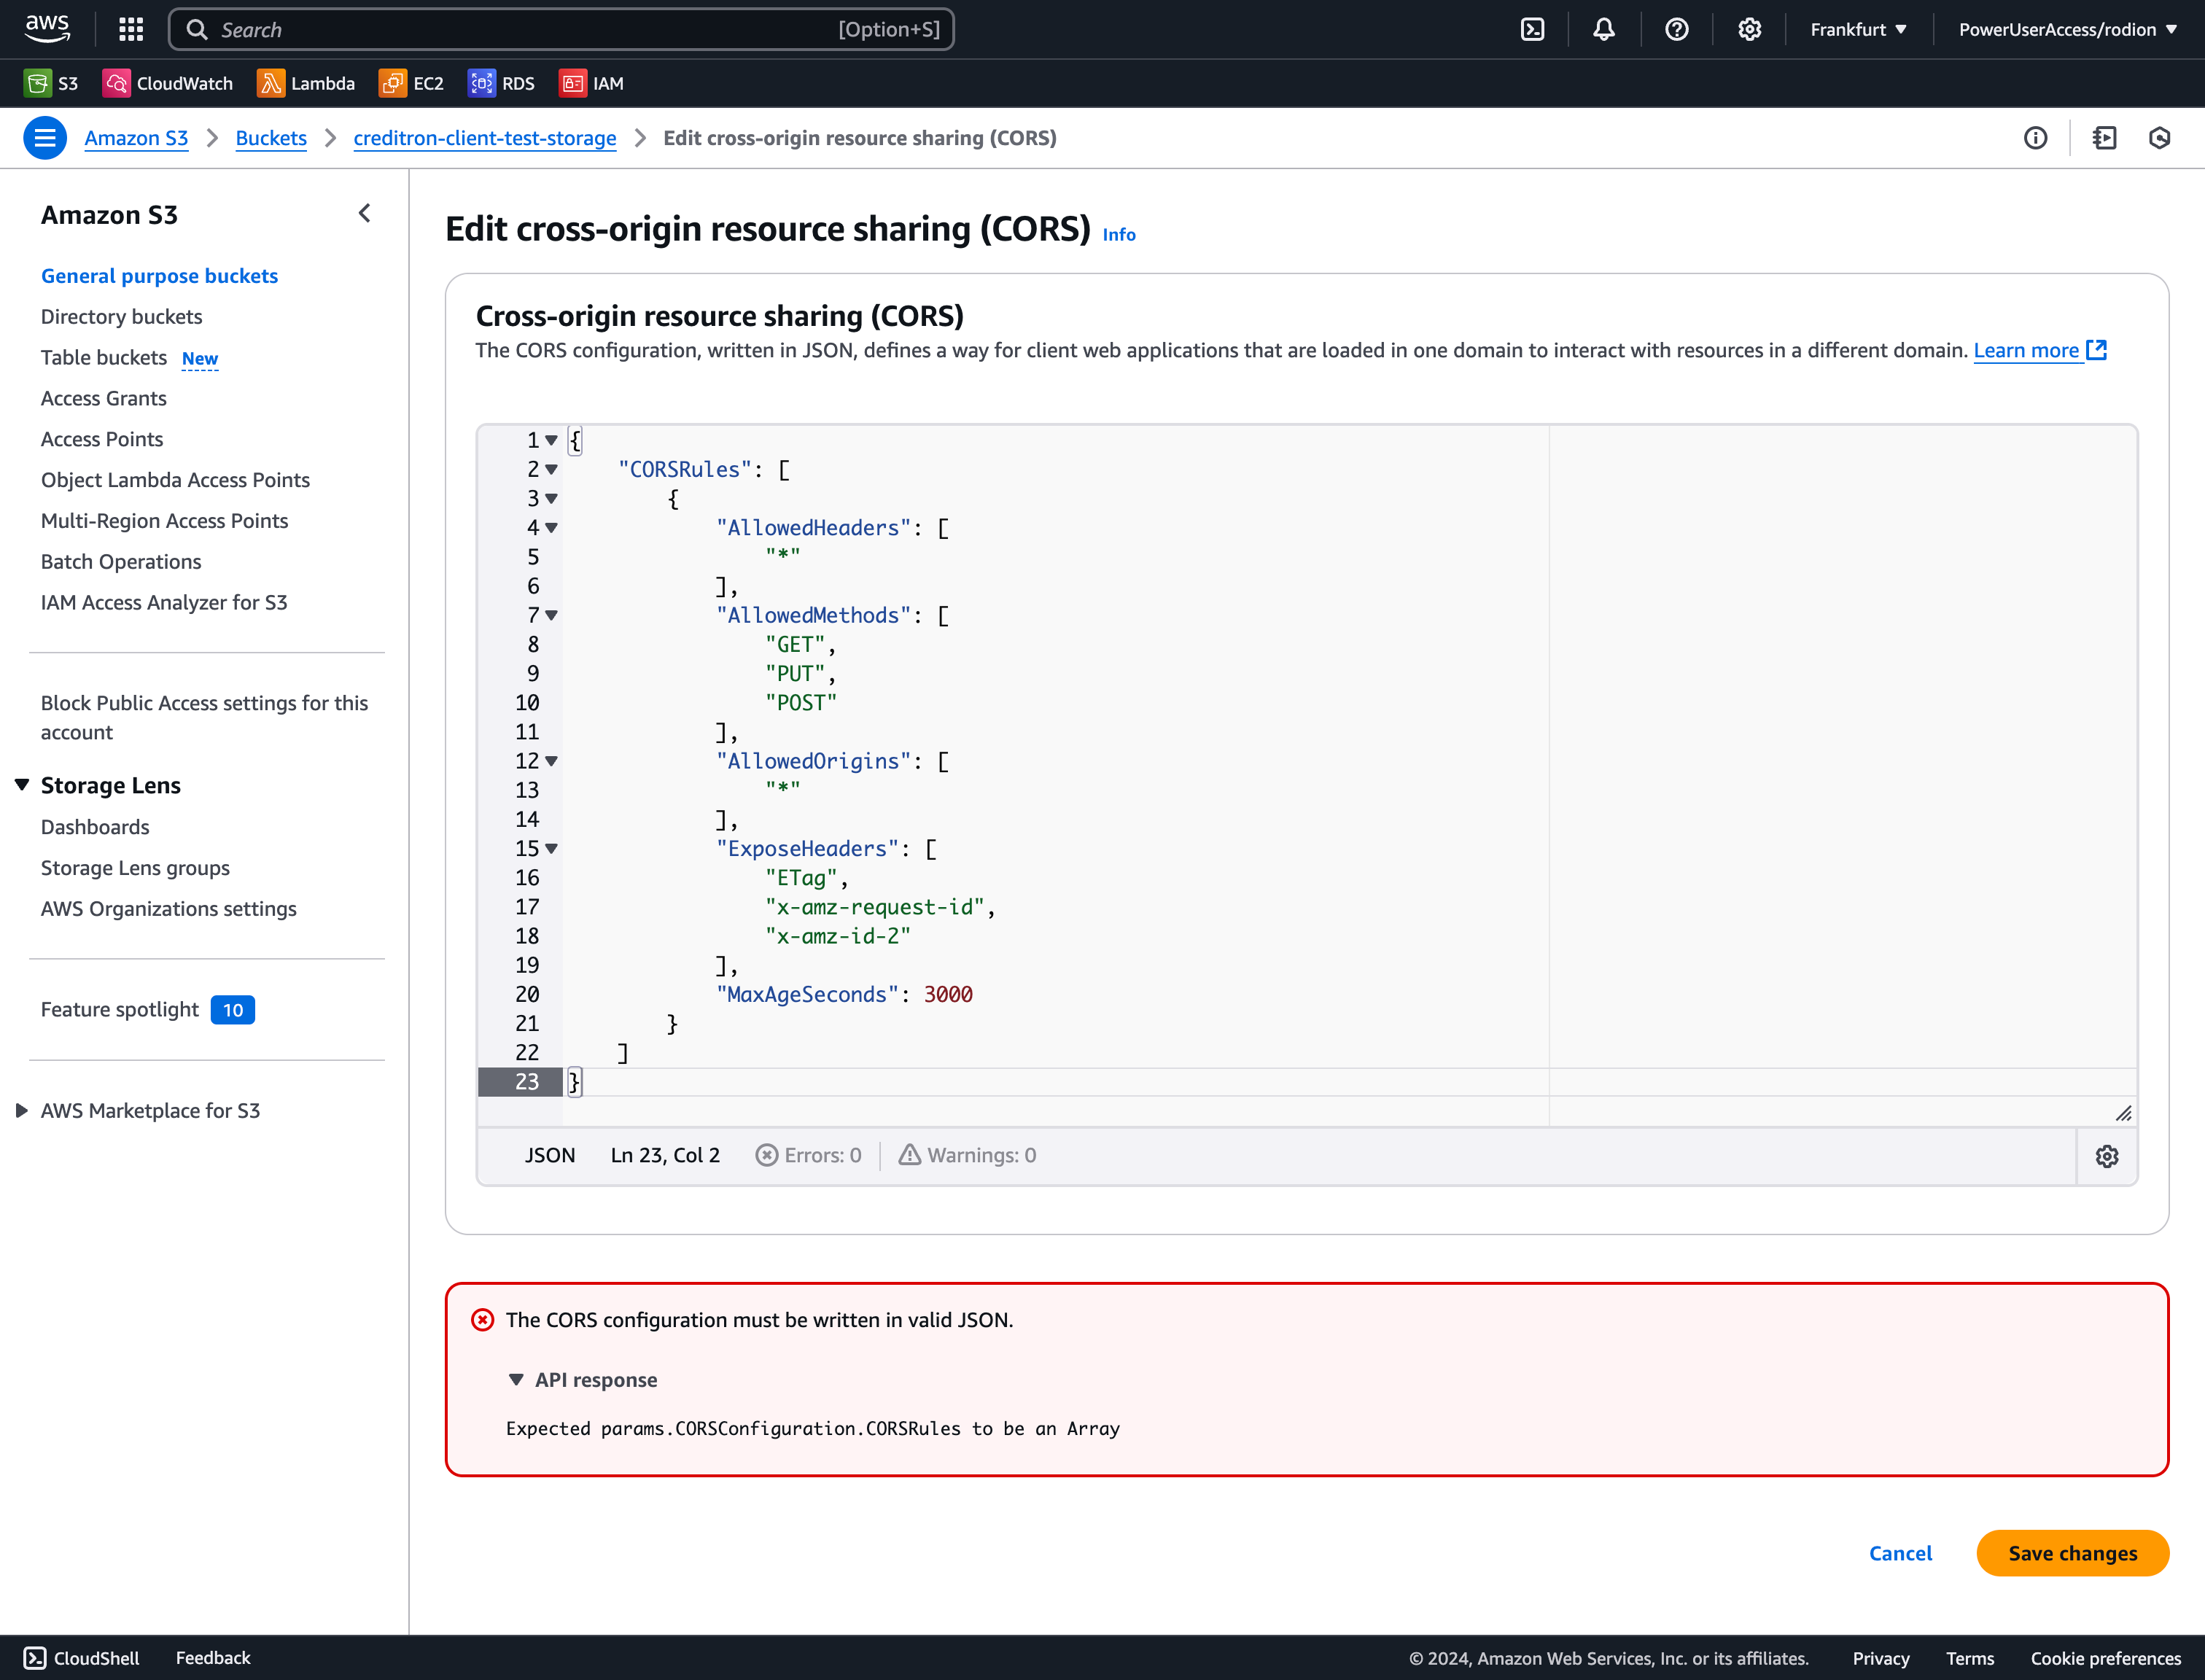 aws
Search
[Option+S]
Frankfurt
PowerUserAccess/rodion
S3
CloudWatch
Lambda
EC2
RDS
IAM
Amazon S3
Buckets
creditron-client-test-storage
Edit cross-origin resource sharing (CORS)
Amazon S3
General purpose buckets
Directory buckets
Table buckets New
Access Grants
Access Points
Object Lambda Access Points
Multi-Region Access Points
Batch Operations
IAM Access Analyzer for S3
Block Public Access settings for this
account
Storage Lens
Dashboards
Storage Lens groups
AWS Organizations settings
Feature spotlight 10
AWS Marketplace for S3
Edit cross-origin resource sharing (CORS) Info
Cross-origin resource sharing (CORS)
The CORS configuration, written in JSON, defines a way for client web applications that are loaded in one domain to interact with resources in a different domain. Learn more
1 {
2 "CORSRules": [
3 {
4 "AllowedHeaders": [
5 "*"
6 ],
7 "AllowedMethods": [
8 "GET",
9 "PUT",
10 "POST"
11 ],
12 "AllowedOrigins": [
13 "*"
14 ],
15 "ExposeHeaders": [
16 "ETag",
17 "x-amz-request-id",
18 "x-amz-id-2"
19 ],
20 "MaxAgeSeconds": 3000
21 }
22 ]
23 }
JSON Ln 23, Col 2 Errors: 0 Warnings: 0
The CORS configuration must be written in valid JSON.
API response
Expected params.CORSConfiguration.CORSRules to be an Array
Cancel
Save changes
CloudShell
Feedback
© 2024, Amazon Web Services, Inc. or its affiliates.
Privacy
Terms
Cookie preferences